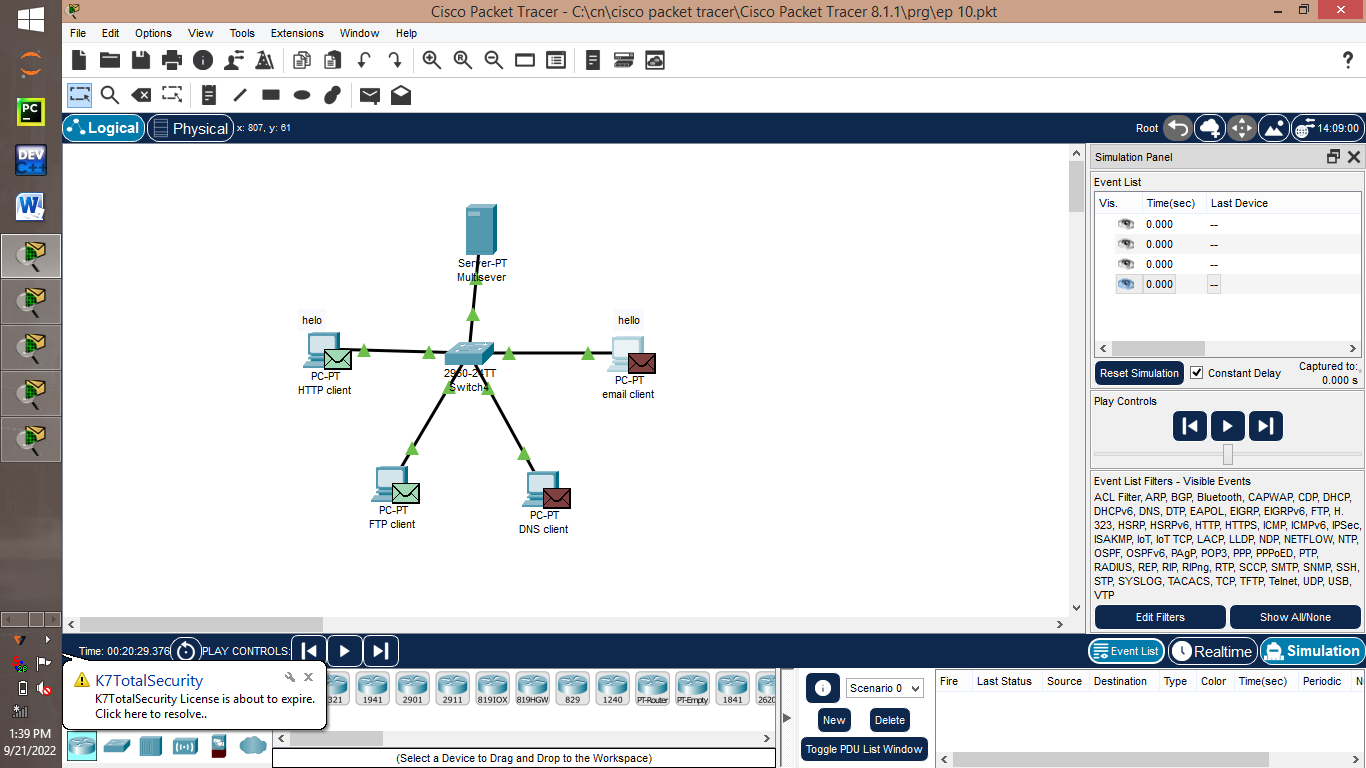 Cisco Packet Tracer - C:\cn\cisco packet tracer\Cisco Packet Tracer 8.1.1\prg\ep 10.pkt
File Edit Options View Tools Extensions Window Help
?
PC
DEV C++
W
Logical Physical x: 807, y: 61
Root 14:09:00
Simulation Panel
Event List
Vis. Time(sec) Last Device
0.000 --
0.000 --
0.000 --
0.000 --
Reset Simulation Constant Delay Captured to:
0.000 s
Play Controls
Event List Filters - Visible Events
ACL Filter, ARP, BGP, Bluetooth, CAPWAP, CDP, DHCP,
DHCPv6, DNS, DTP, EAPOL, EIGRP, EIGRPv6, FTP, H.
323, HSRP, HSRPv6, HTTP, HTTPS, ICMP, ICMPv6, IPSec,
ISAKMP, IoT, IoT TCP, LACP, LLDP, NDP, NETFLOW, NTP,
OSPF, OSPFv6, PAgP, POP3, PPP, PPPoED, PTP,
RADIUS, REP, RIP, RIPng, RTP, SCCP, SMTP, SNMP, SSH,
STP, SYSLOG, TACACS, TCP, TFTP, Telnet, UDP, USB,
VTP
Edit Filters Show All/None
Server-PT
Multisever
helo
hello
PC-PT
HTTP client
2960-24TT
Switch4
PC-PT
email client
PC-PT
FTP client
PC-PT
DNS client
Time: 00:20:29.376 PLAY CONTROLS:
Event List Realtime Simulation
K7TotalSecurity
K7TotalSecurity License is about to expire.
Click here to resolve..
321 1941 2901 2911 819IOX 819HGW 829 1240 PT-Router PT-Empty 1841 2620
(Select a Device to Drag and Drop to the Workspace)
Scenario 0
New Delete
Toggle PDU List Window
Fire Last Status Source Destination Type Color Time(sec) Periodic N
1:39 PM
9/21/2022